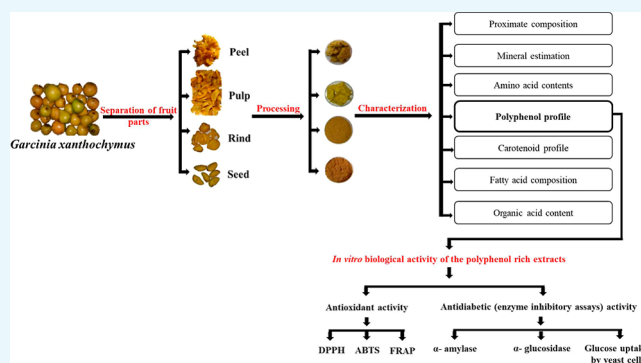 Garcinia xanthochymus
Separation of fruit
parts
Peel
Pulp
Rind
Seed
Processing
Characterization
Proximate composition
Mineral estimation
Amino acid contents
Polyphenol profile
Carotenoid profile
Fatty acid composition
Organic acid content
In vitro biological activity of the polyphenol rich extracts
Antioxidant activity
Antidiabetic (enzyme inhibitory assays) activity
DPPH
ABTS
FRAP
α- amylase
α- glucosidase
Glucose uptal
by yeast cell